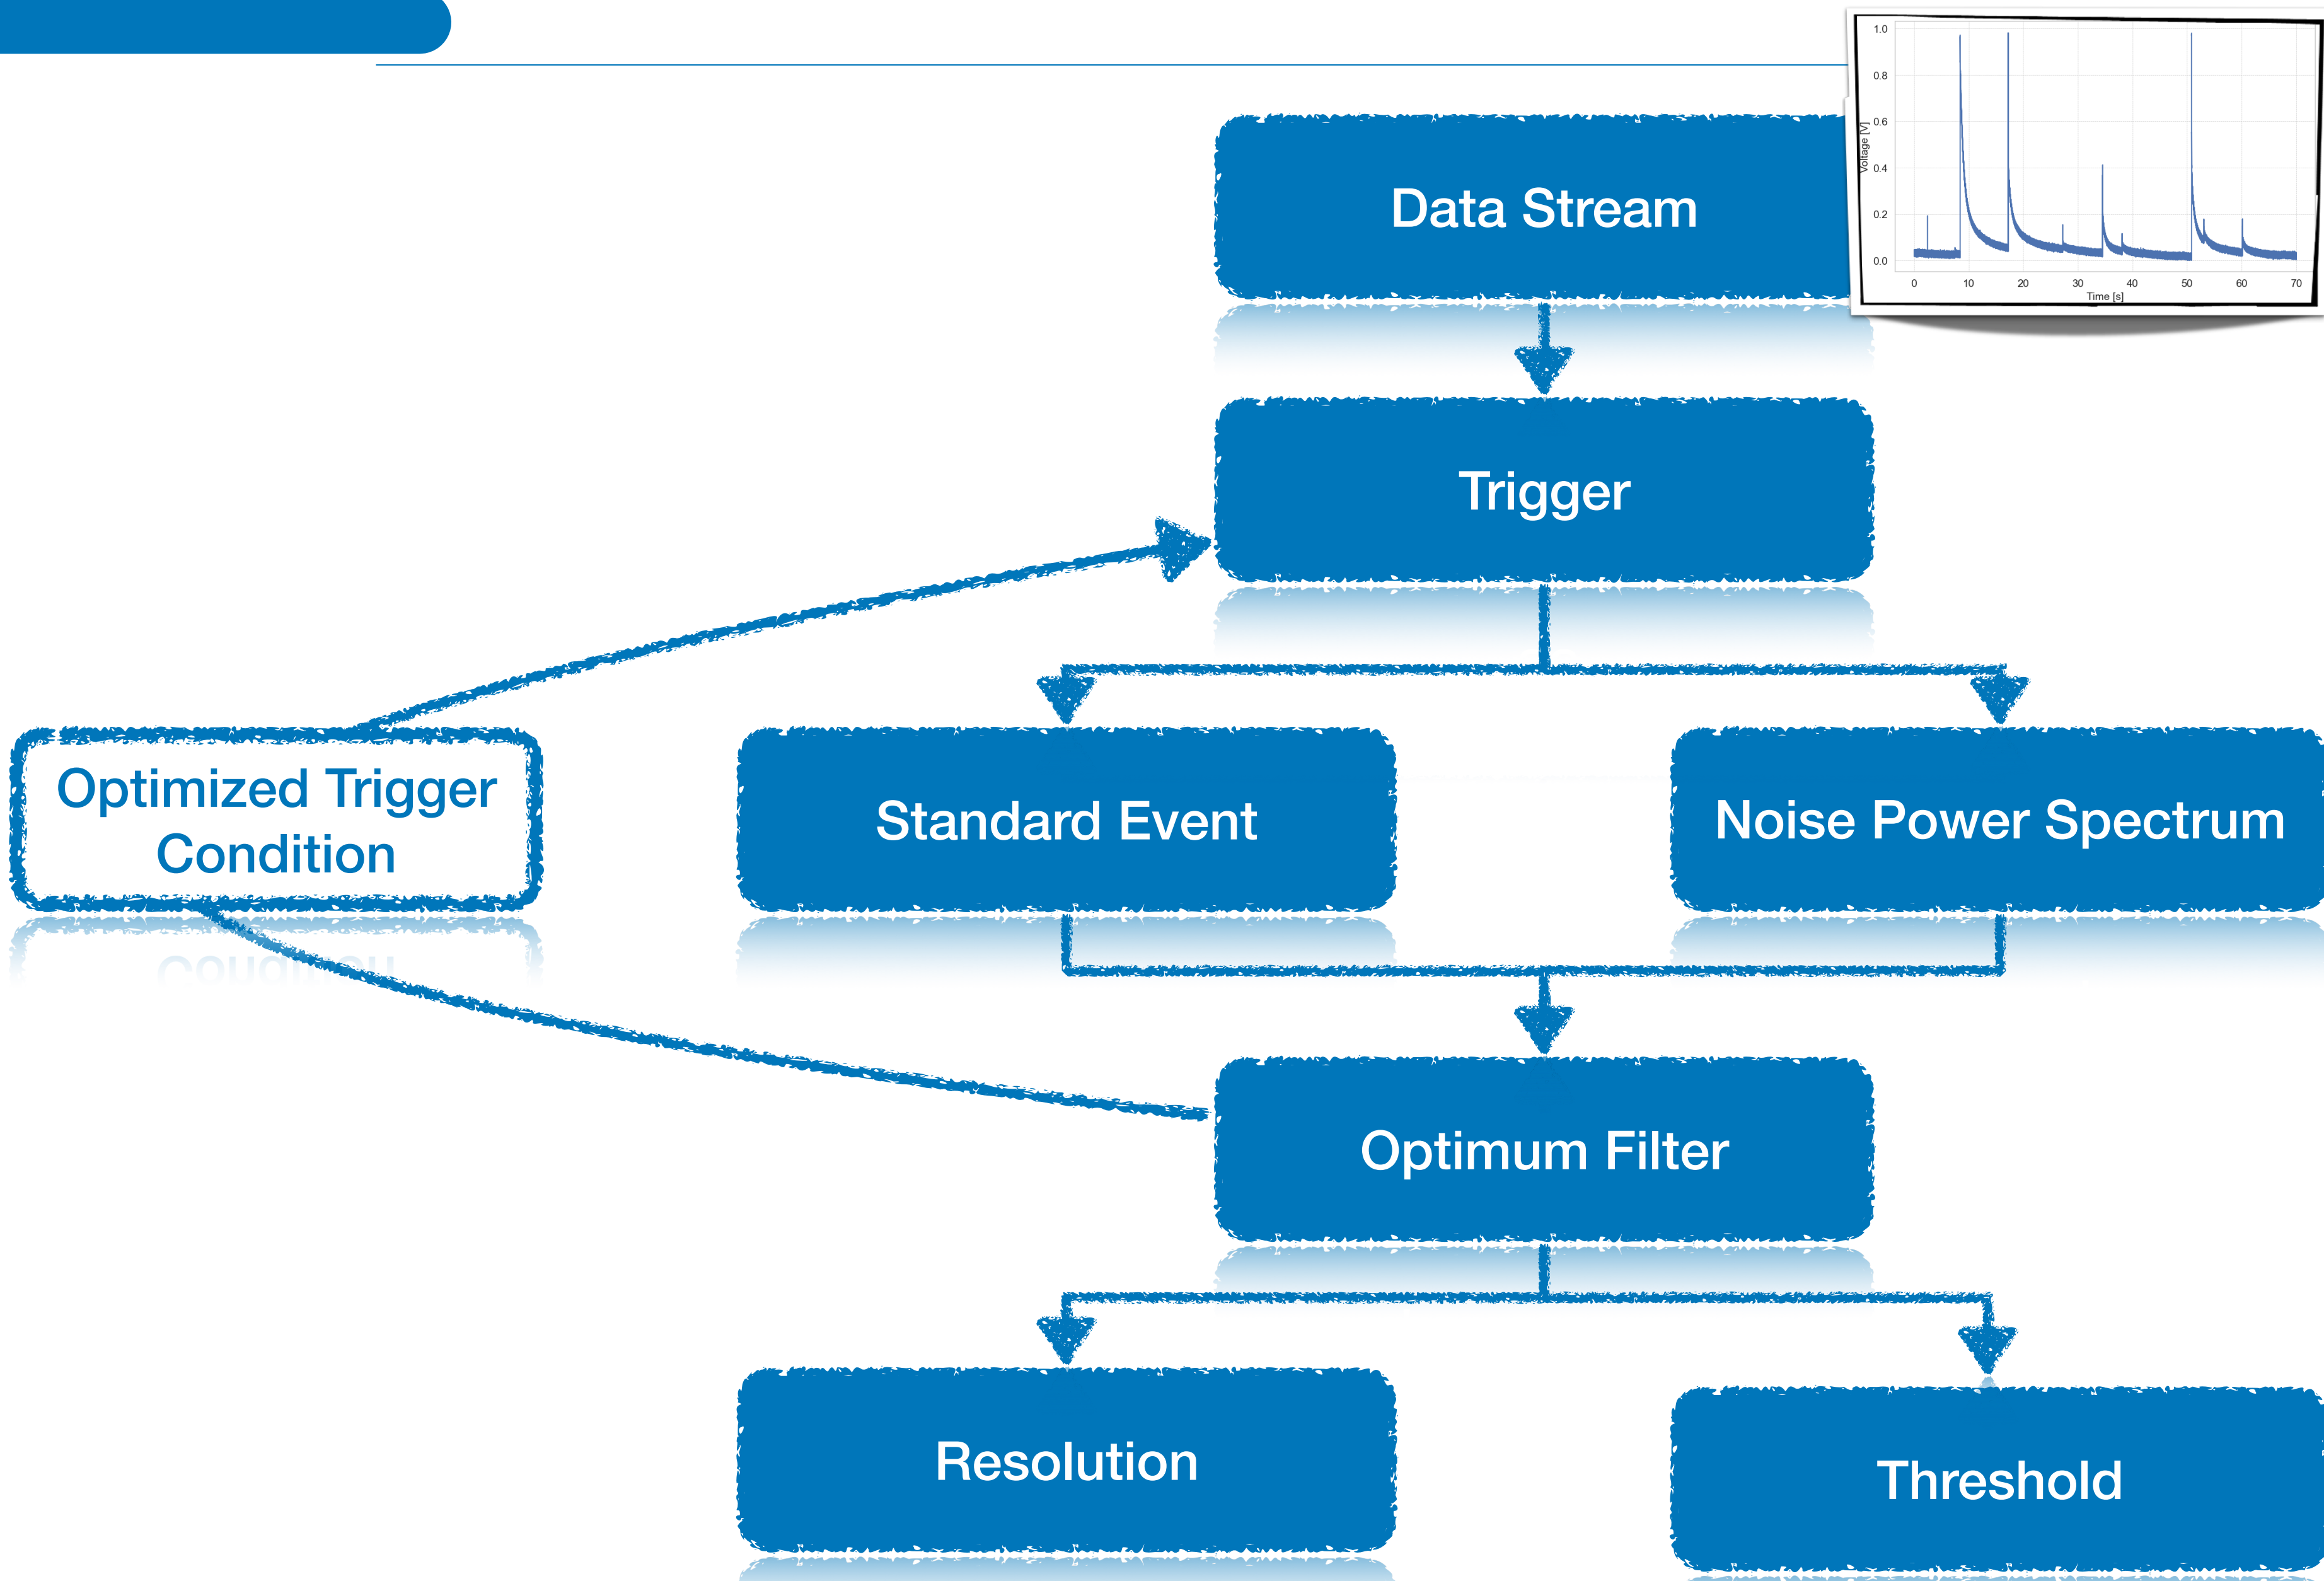 1.0
0.8
0.6
0.4
0.2
0.0
Voltage [V]
0 10 20 30 40 50 60 70
Time [s]
Data Stream
Trigger
Optimized Trigger
Condition
Standard Event
Noise Power Spectrum
Optimum Filter
Resolution
Threshold